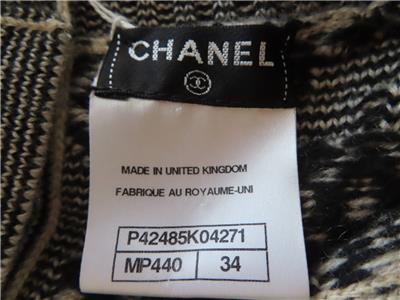 CHANEL
MADE IN UNITED KINGDOM
FABRIQUE AU ROYAUME-UNI
P42485K04271
MP440 34